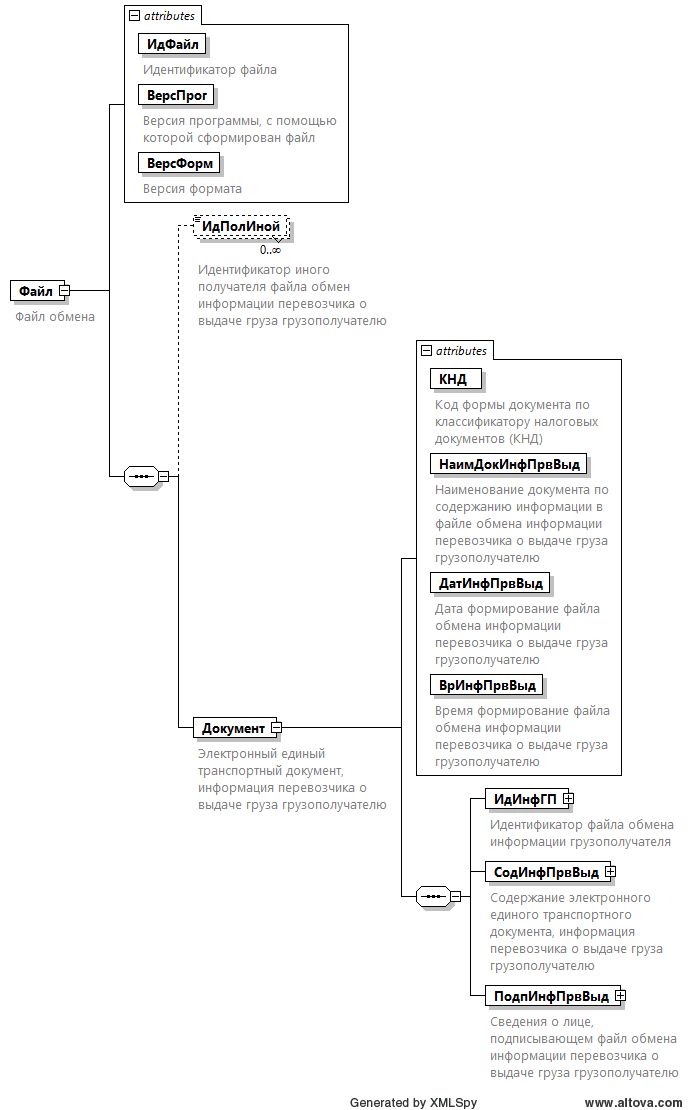 attributes
ИдФайл
Идентификатор файла
ВерсПрог
Версия программы, с помощью
которой сформирован файл
ВерсФорм
Версия формата
Файл
Файл обмена
ИдПолИной
0..∞
Идентификатор иного
получателя файла обмен
информации перевозчика о
выдаче груза грузополучателю
attributes
КНД
Код формы документа по
классификатору налоговых
документов (КНД)
НаимДокИнфПрвВыд
Наименование документа по
содержанию информации в
файле обмена информации
перевозчика о выдаче груза
грузополучателю
ДатИнфПрвВыд
Дата формирование файла
обмена информации
перевозчика о выдаче груза
грузополучателю
ВрИнфПрвВыд
Время формирование файла
обмена информации
перевозчика о выдаче груза
грузополучателю
Документ
Электронный единый
транспортный документ,
информация перевозчика о
выдаче груза грузополучателю
ИдИнфГП
Идентификатор файла обмена
информации грузополучателя
СодИнфПрвВыд
Содержание электронного
единого транспортного
документа, информация
перевозчика о выдаче груза
грузополучателю
ПодпИнфПрвВыд
Сведения о лице,
подписывающем файл обмена
информации перевозчика о
выдаче груза грузополучателю
Generated by XMLSpy
www.altova.com